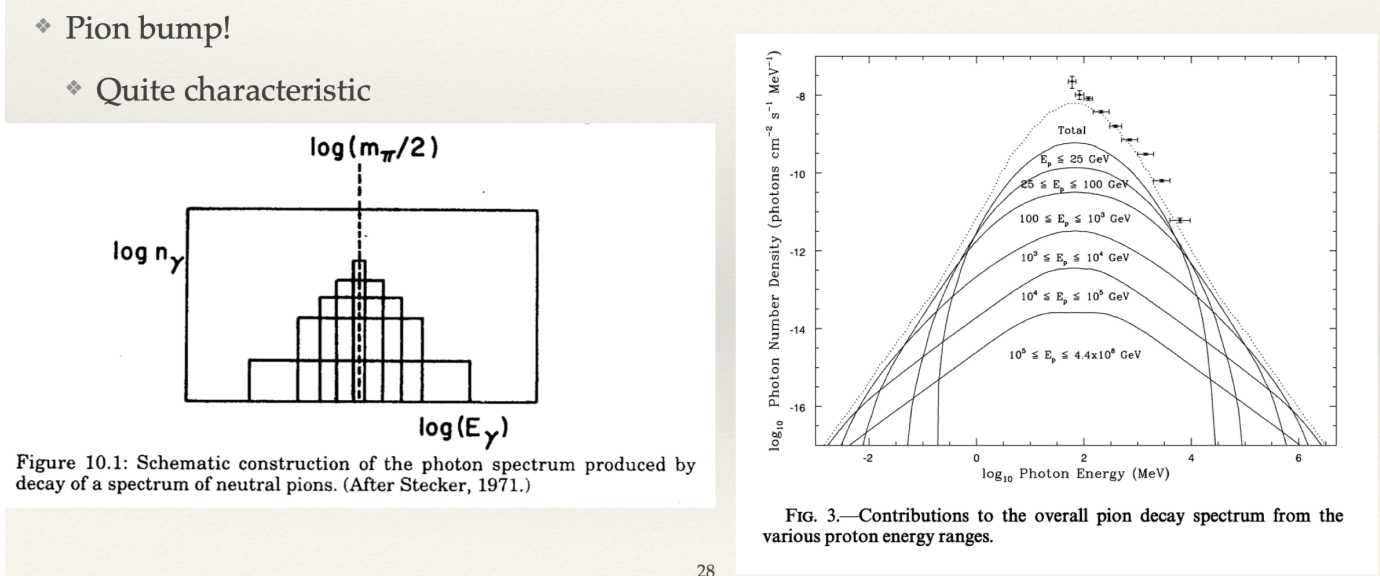 ❖ Pion bump!
❖ Quite characteristic
log(mπ/2)
log nγ
log(Eγ)
Figure 10.1: Schematic construction of the photon spectrum produced by
decay of a spectrum of neutral pions. (After Stecker, 1971.)
log₁₀ Photon Number Density (photons cm⁻² s⁻¹ MeV⁻¹)
-8
-10
-12
-14
-16
Total
Eₚ ≦ 25 GeV
25 ≦ Eₚ ≦ 100 GeV
100 ≦ Eₚ ≦ 10³ GeV
10³ ≦ Eₚ ≦ 10⁴ GeV
10⁴ ≦ Eₚ ≦ 10⁵ GeV
10⁵ ≦ Eₚ ≦ 4.4x10⁸ GeV
-2 0 2 4 6
log₁₀ Photon Energy (MeV)
FIG. 3.—Contributions to the overall pion decay spectrum from the
various proton energy ranges.
28